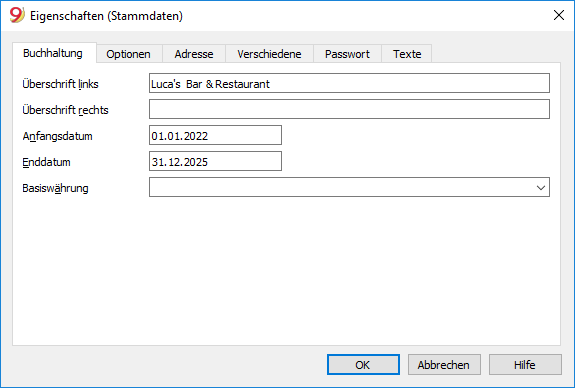 Eigenschaften (Stammdaten)
Buchhaltung Optionen Adresse Verschiedene Passwort Texte
Überschrift links Luca's Bar & Restaurant
Überschrift rechts
Anfangsdatum 01.01.2022
Enddatum 31.12.2025
Basiswährung
OK Abbrechen Hilfe